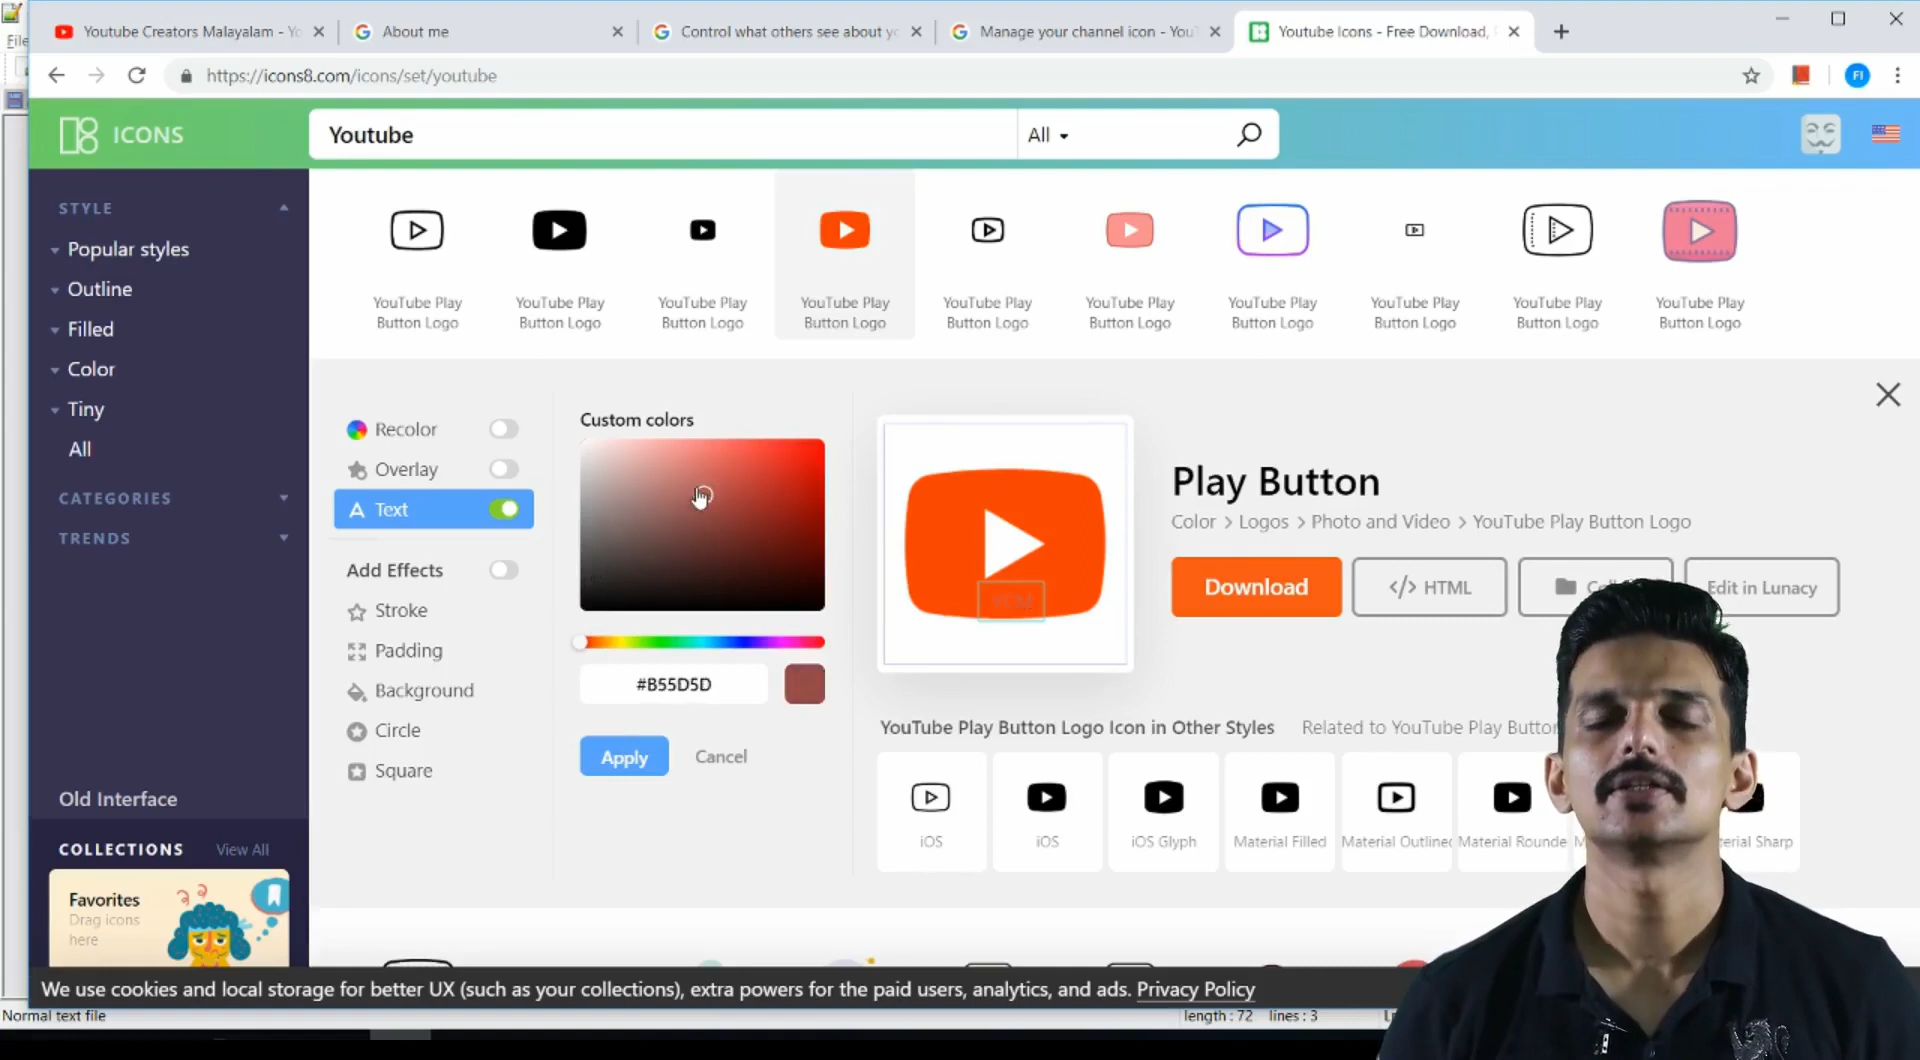 Youtube Creators Malayalam - Yo
About me
Control what others see about yo
Manage your channel icon - You
Youtube Icons - Free Download,
File
https://icons8.com/icons/set/youtube
FI
ICONS
Youtube
All
STYLE
Popular styles
Outline
Filled
Color
Tiny
All
CATEGORIES
TRENDS
Old Interface
COLLECTIONS
View All
Favorites
Drag icons
here
YouTube Play
Button Logo
YouTube Play
Button Logo
YouTube Play
Button Logo
YouTube Play
Button Logo
YouTube Play
Button Logo
YouTube Play
Button Logo
YouTube Play
Button Logo
YouTube Play
Button Logo
YouTube Play
Button Logo
YouTube Play
Button Logo
Recolor
Overlay
A Text
Add Effects
Stroke
Padding
Background
Circle
Square
Custom colors
#B55D5D
Apply
Cancel
Play Button
Color > Logos > Photo and Video > YouTube Play Button Logo
Download
</> HTML
Edit in Lunacy
YouTube Play Button Logo Icon in Other Styles
Related to YouTube Play Button
iOS
iOS
iOS Glyph
Material Filled
Material Outlined
Material Rounde
erial Sharp
We use cookies and local storage for better UX (such as your collections), extra powers for the paid users, analytics, and ads. Privacy Policy
Normal text file
length : 72 lines : 3